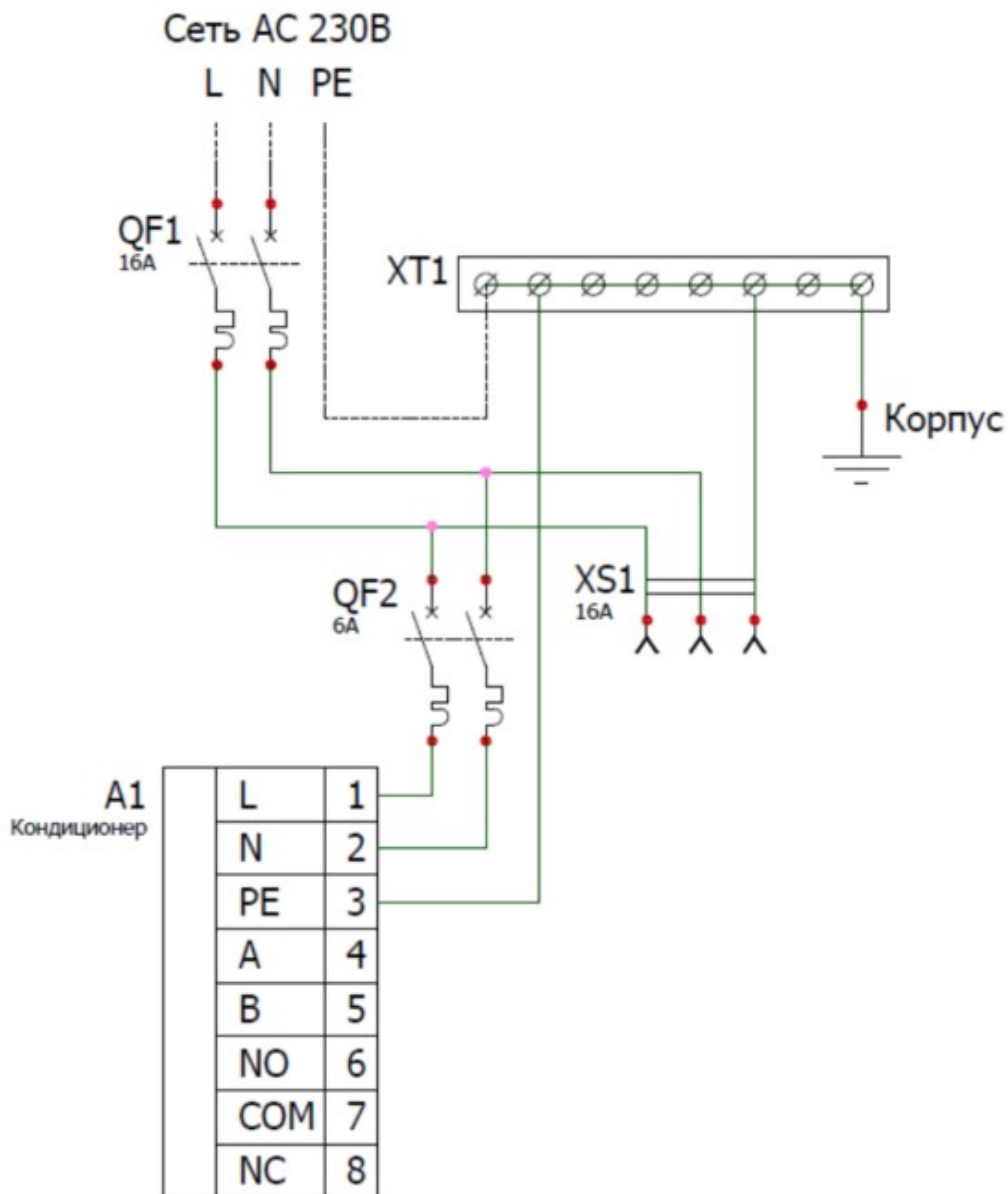 Сеть АС 230В
L N PE
QF1
16A
XT1
Корпус
QF2
6A
XS1
16A
A1
Кондиционер
L 1
N 2
PE 3
A 4
B 5
NO 6
COM 7
NC 8